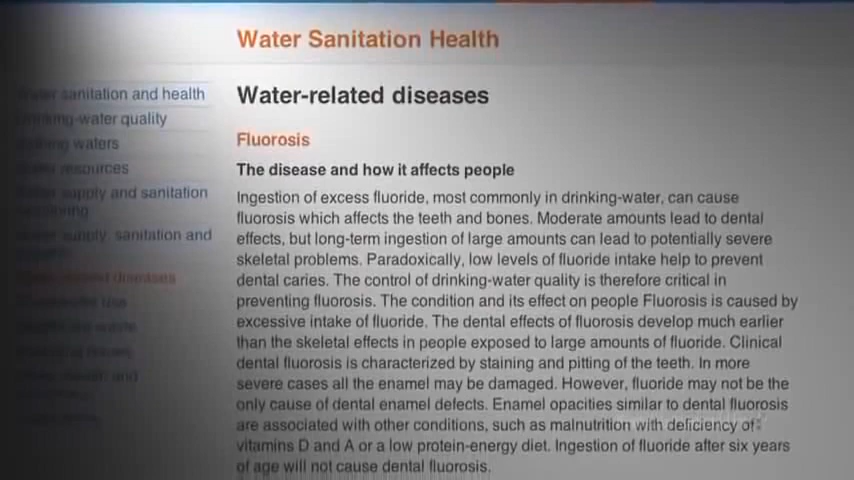 Water Sanitation Health
Water-related diseases
Fluorosis
The disease and how it affects people
Ingestion of excess fluoride, most commonly in drinking-water, can cause
fluorosis which affects the teeth and bones. Moderate amounts lead to dental
effects, but long-term ingestion of large amounts can lead to potentially severe
skeletal problems. Paradoxically, low levels of fluoride intake help to prevent
dental caries. The control of drinking-water quality is therefore critical in
preventing fluorosis. The condition and its effect on people Fluorosis is caused by
excessive intake of fluoride. The dental effects of fluorosis develop much earlier
than the skeletal effects in people exposed to large amounts of fluoride. Clinical
dental fluorosis is characterized by staining and pitting of the teeth. In more
severe cases all the enamel may be damaged. However, fluoride may not be the
only cause of dental enamel defects. Enamel opacities similar to dental fluorosis
are associated with other conditions, such as malnutrition with deficiency of
vitamins D and A or a low protein-energy diet. Ingestion of fluoride after six years
of age will not cause dental fluorosis.
Water sanitation and health
Drinking-water quality
waters
Water resources
Water supply and sanitation
monitoring
Water supply, sanitation and
diseases